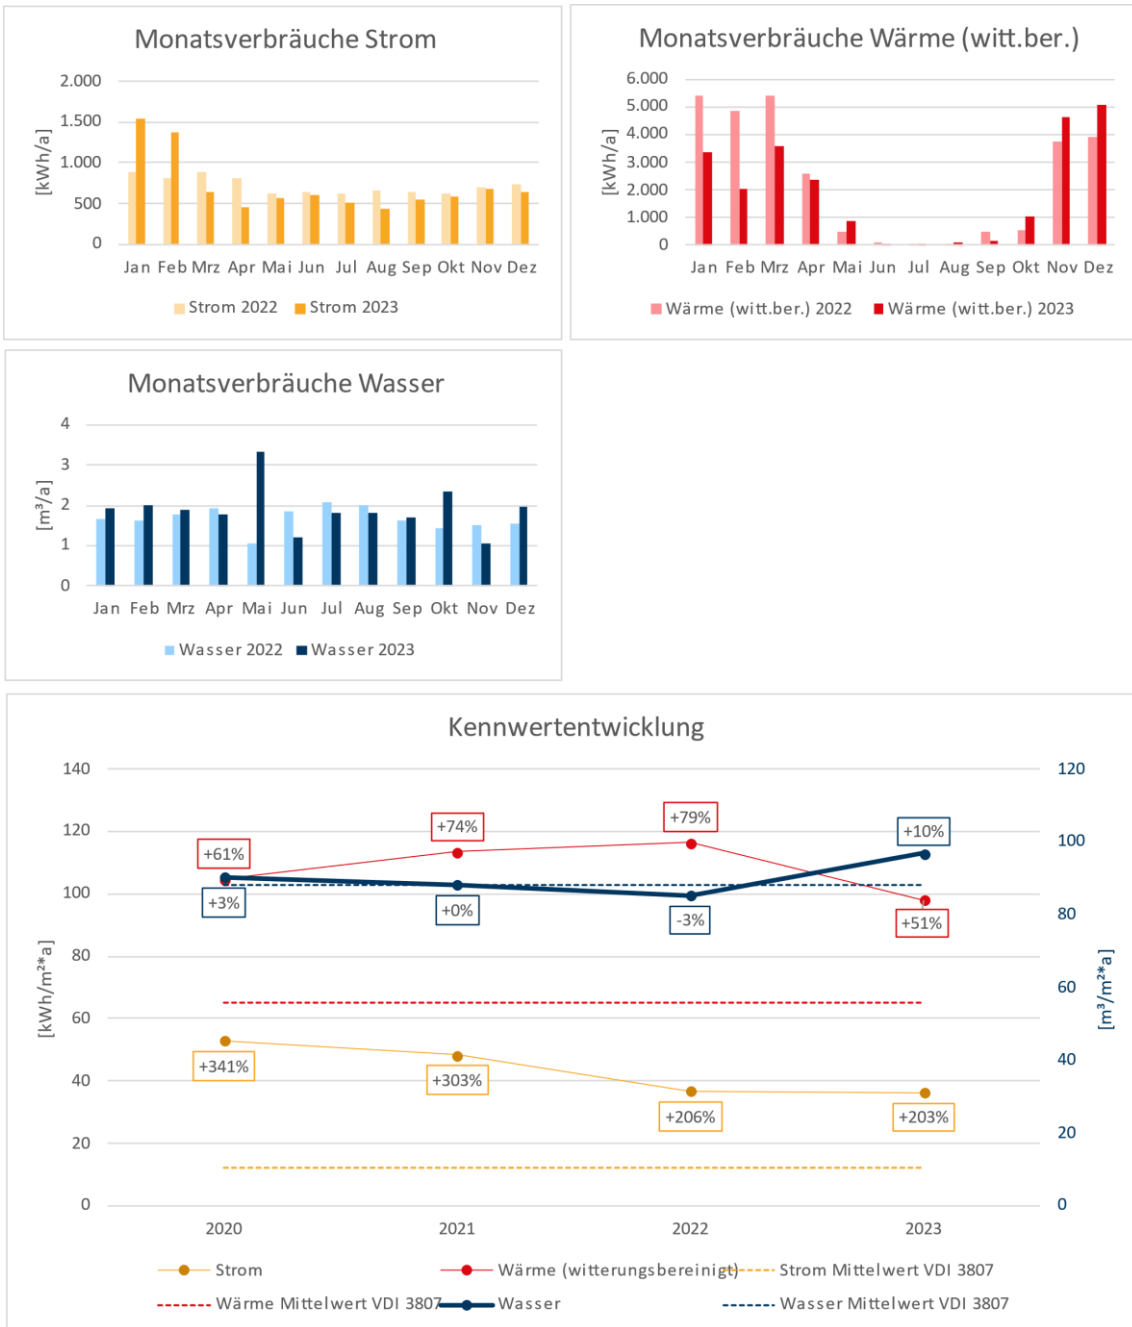 Monatsverbräuche Strom
[kWh/a]
2.000
1.500
1.000
500
0
Jan Feb Mrz Apr Mai Jun Jul Aug Sep Okt Nov Dez
Strom 2022 Strom 2023
Monatsverbräuche Wärme (witt.ber.)
[kWh/a]
6.000
5.000
4.000
3.000
2.000
1.000
0
Jan Feb Mrz Apr Mai Jun Jul Aug Sep Okt Nov Dez
Wärme (witt.ber.) 2022 Wärme (witt.ber.) 2023
Monatsverbräuche Wasser
[m³/a]
4
3
2
1
0
Jan Feb Mrz Apr Mai Jun Jul Aug Sep Okt Nov Dez
Wasser 2022 Wasser 2023
Kennwertentwicklung
[kWh/m²*a]
140
120
100
80
60
40
20
0
120
100
80
60
40
20
0
[m³/m²*a]
+61% +74% +79% +10%
+3% +0% -3% +51%
+341% +303% +206% +203%
2020 2021 2022 2023
Strom Wärme (witterungsbereinigt) Strom Mittelwert VDI 3807
Wärme Mittelwert VDI 3807 Wasser Wasser Mittelwert VDI 3807